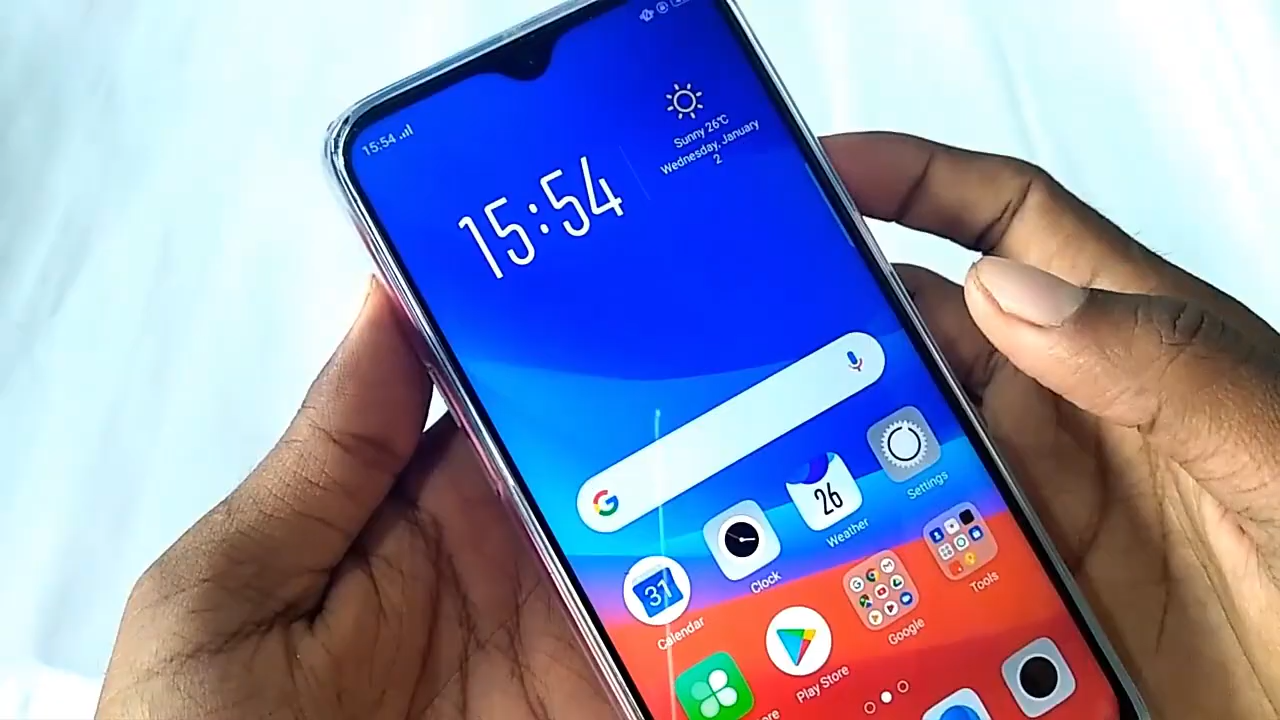 15:54
15:54
Sunny 26℃
Wednesday, January
2
G
Settings
26
Weather
Clock
31
Calendar
Tools
Google
Play Store